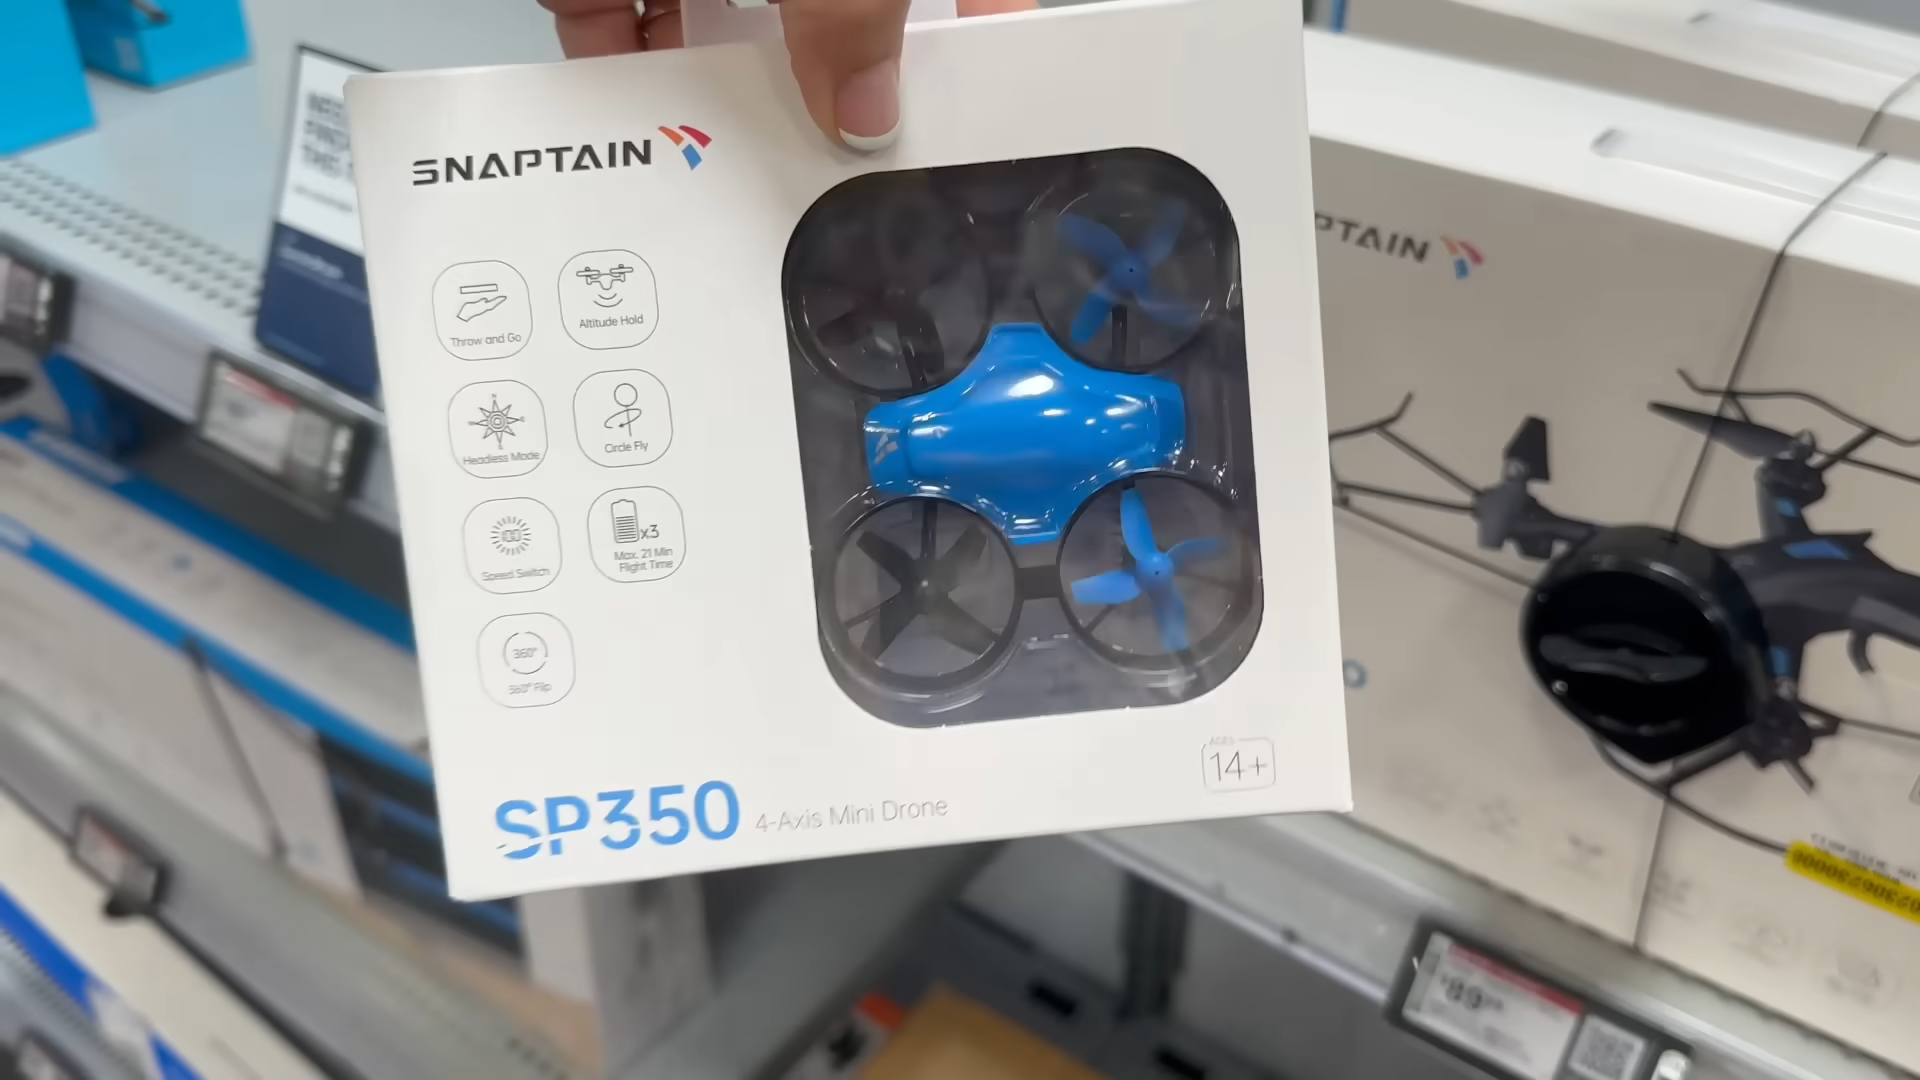 SNAPTAIN
Throw and Go
Altitude Hold
Headless Mode
Circle Fly
Speed Switch
x3
Max. 21 Min
Flight Time
360°
360° Flip
SP350
4-Axis Mini Drone
AGES
14+
PTAIN